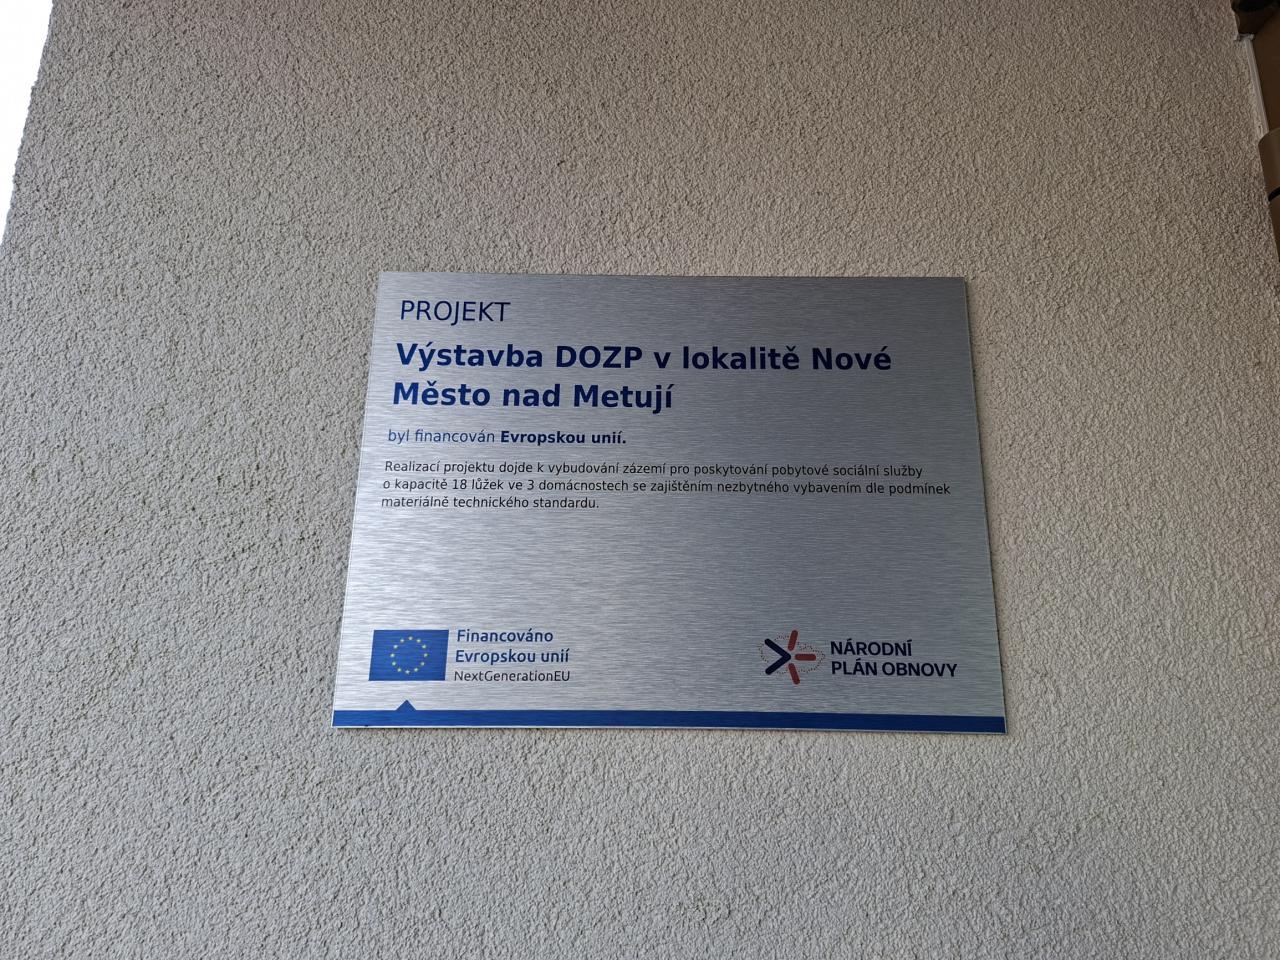 PROJEKT
Výstavba DOZP v lokalitě Nové
Město nad Metují
byl financován Evropskou unií.
Realizací projektu dojde k vybudování zázemí pro poskytování pobytové sociální služby
o kapacitě 18 lůžek ve 3 domácnostech se zajištěním nezbytného vybavením dle podmínek
materiálně technického standardu.
Financováno
Evropskou unií
NextGenerationEU
NÁRODNÍ
PLÁN OBNOVY